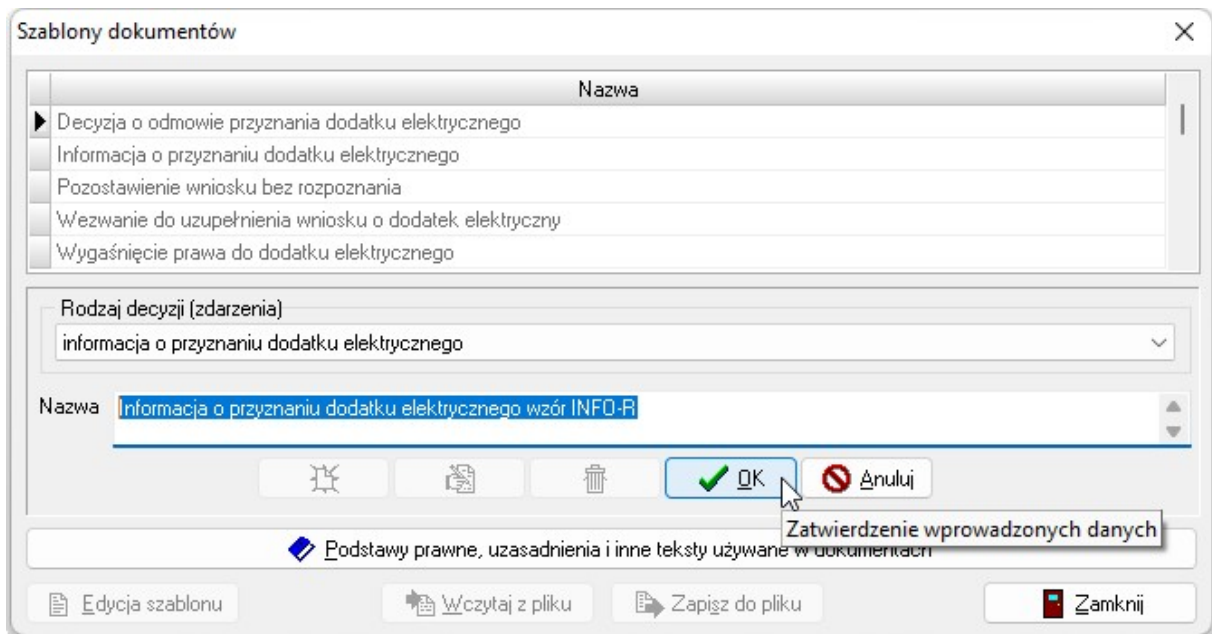 Szablony dokumentów
Nazwa
Decyzja o odmowie przyznania dodatku elektrycznego
Informacja o przyznaniu dodatku elektrycznego
Pozostawienie wniosku bez rozpoznania
Wezwanie do uzupełnienia wniosku o dodatek elektryczny
Wygaśnięcie prawa do dodatku elektrycznego
Rodzaj decyzji (zdarzenia)
informacja o przyznaniu dodatku elektrycznego
Nazwa Informacja o przyznaniu dodatku elektrycznego wzór INFO-R
OK Anuluj
Zatwierdzenie wprowadzonych danych
Podstawy prawne, uzasadnienia i inne teksty używane w dokumentach
Edycja szablonu Wczytaj z pliku Zapisz do pliku Zamknij